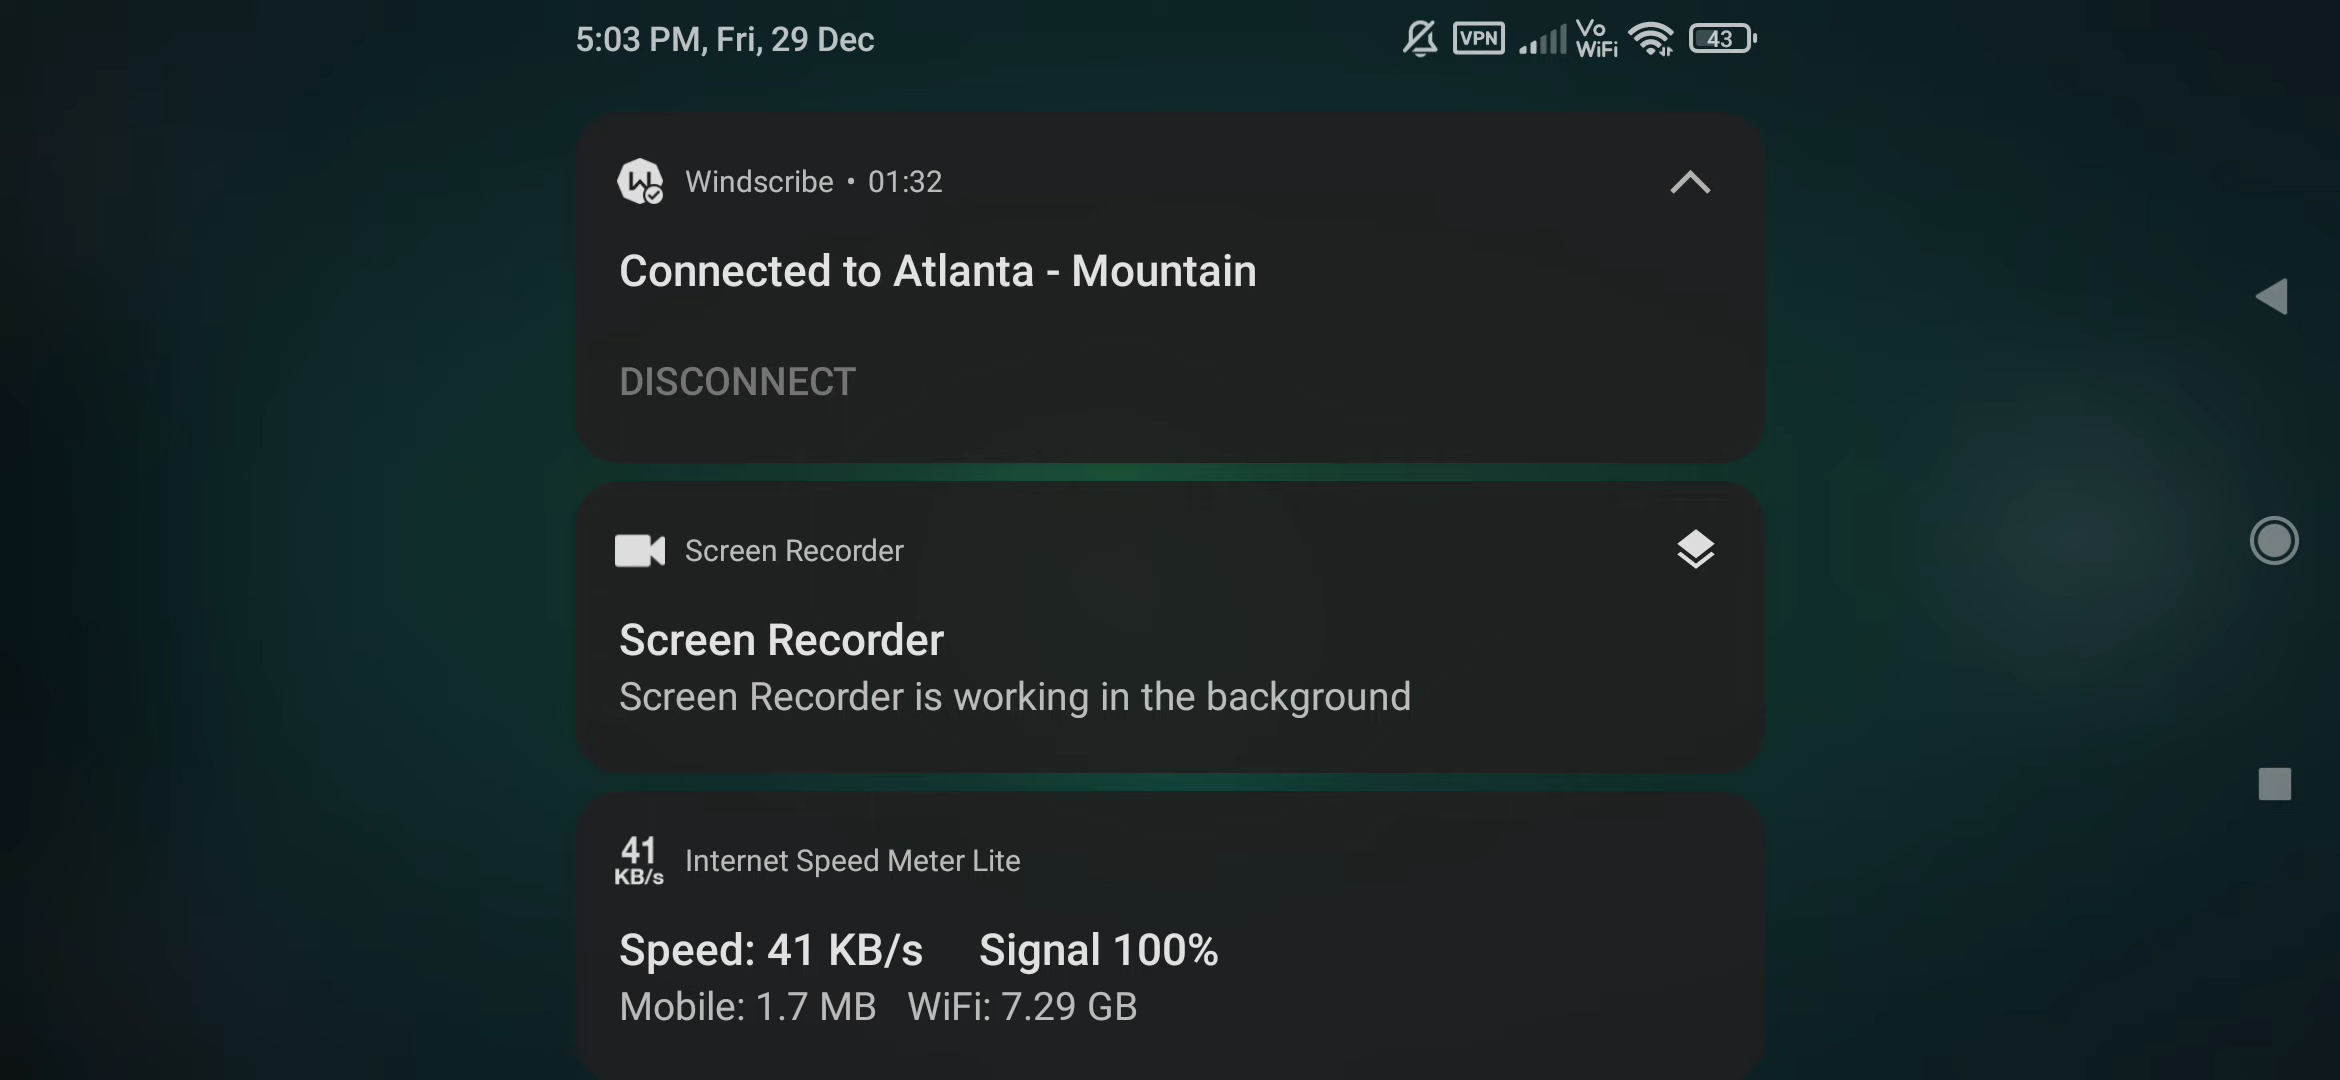 5:03 PM, Fri, 29 Dec
VPN
Vo
WiFi
43
Windscribe • 01:32
Connected to Atlanta - Mountain
DISCONNECT
Screen Recorder
Screen Recorder
Screen Recorder is working in the background
41
KB/s
Internet Speed Meter Lite
Speed: 41 KB/s Signal 100%
Mobile: 1.7 MB WiFi: 7.29 GB